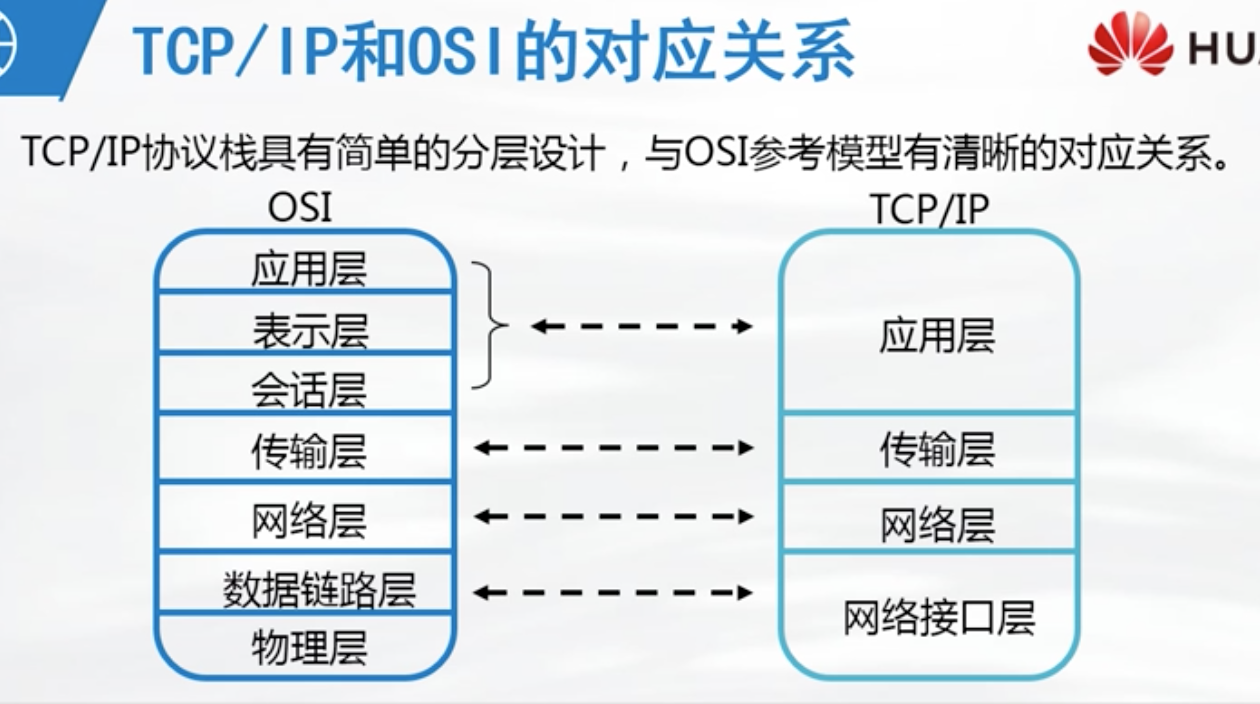 TCP/IP和OSI的对应关系
HU
TCP/IP协议栈具有简单的分层设计，与OSI参考模型有清晰的对应关系。
OSI
应用层
表示层
会话层
传输层
网络层
数据链路层
物理层
TCP/IP
应用层
传输层
网络层
网络接口层